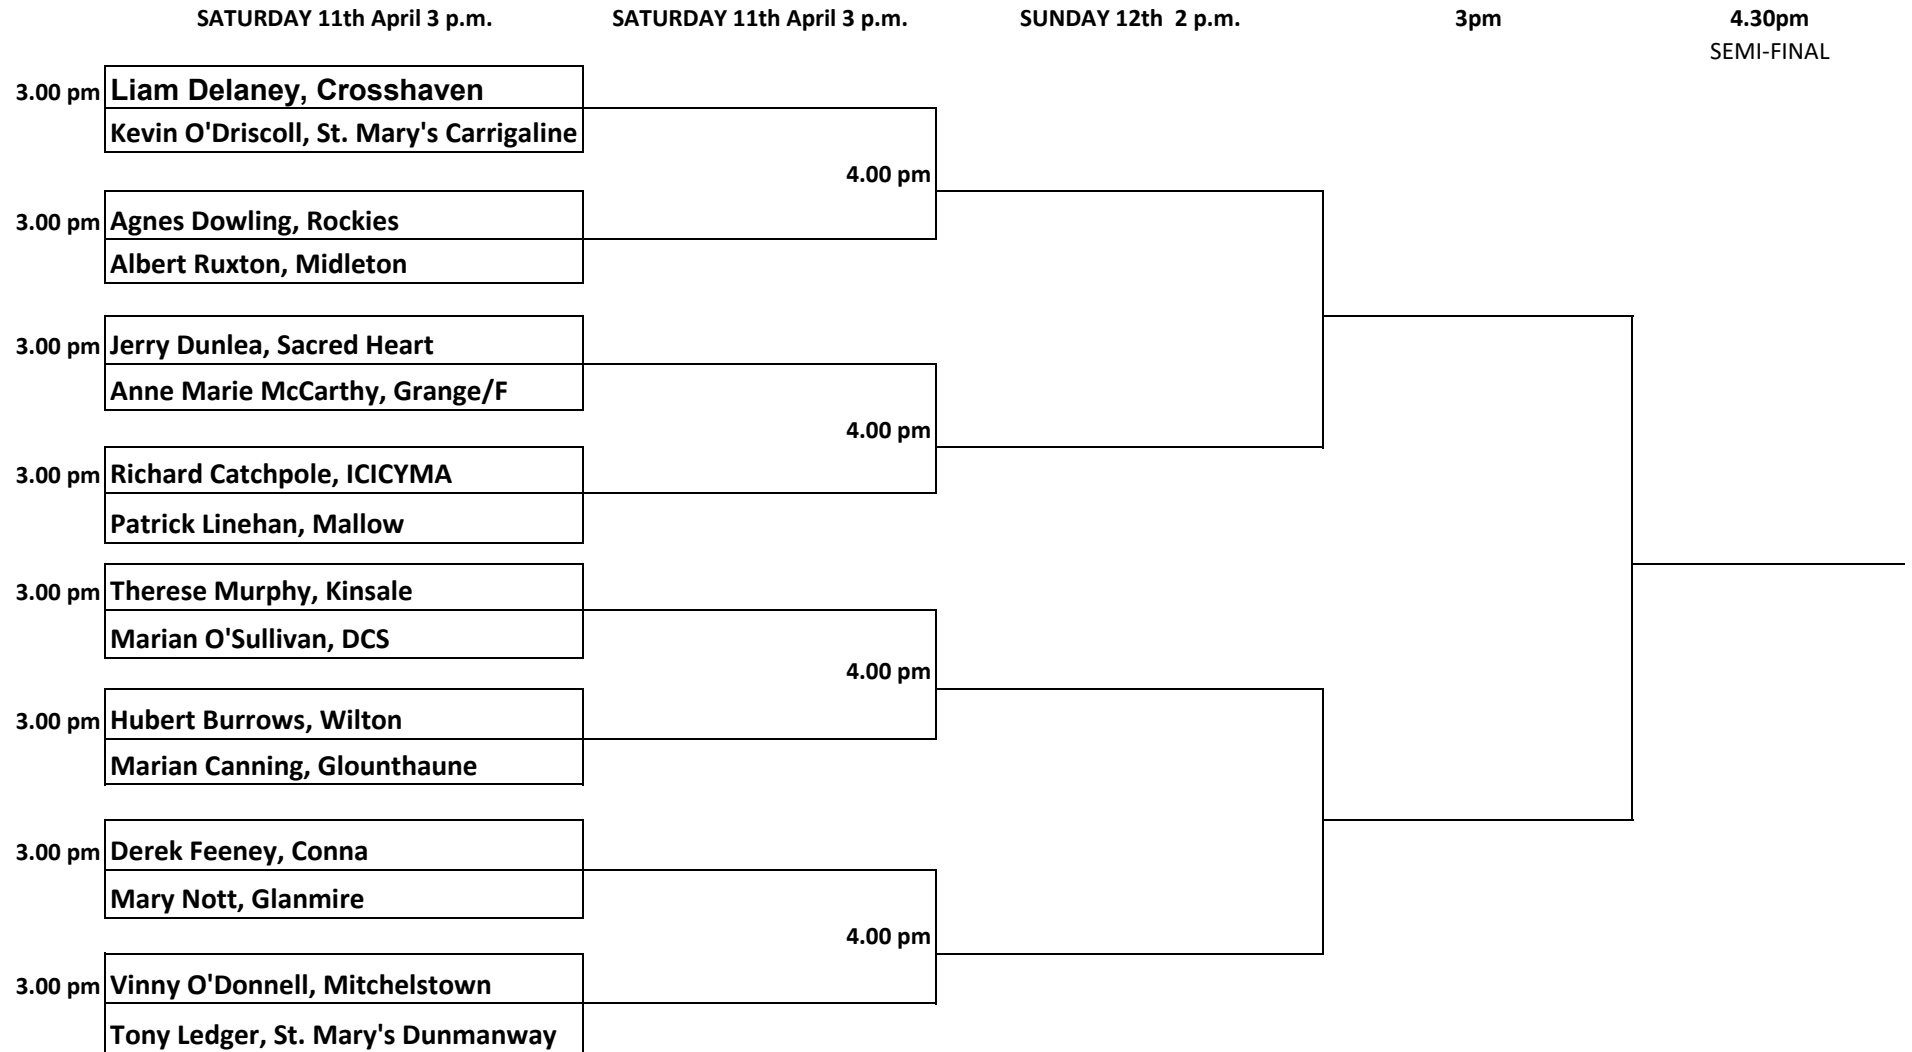 SATURDAY 11th April 3 p.m. SATURDAY 11th April 3 p.m. SUNDAY 12th 2 p.m. 3pm 4.30pm
SEMI-FINAL
3.00 pm Liam Delaney, Crosshaven
Kevin O'Driscoll, St. Mary's Carrigaline
4.00 pm
3.00 pm Agnes Dowling, Rockies
Albert Ruxton, Midleton
3.00 pm Jerry Dunlea, Sacred Heart
Anne Marie McCarthy, Grange/F
4.00 pm
3.00 pm Richard Catchpole, ICICYMA
Patrick Linehan, Mallow
3.00 pm Therese Murphy, Kinsale
Marian O'Sullivan, DCS
4.00 pm
3.00 pm Hubert Burrows, Wilton
Marian Canning, Glounthaune
3.00 pm Derek Feeney, Conna
Mary Nott, Glanmire
4.00 pm
3.00 pm Vinny O'Donnell, Mitchelstown
Tony Ledger, St. Mary's Dunmanway